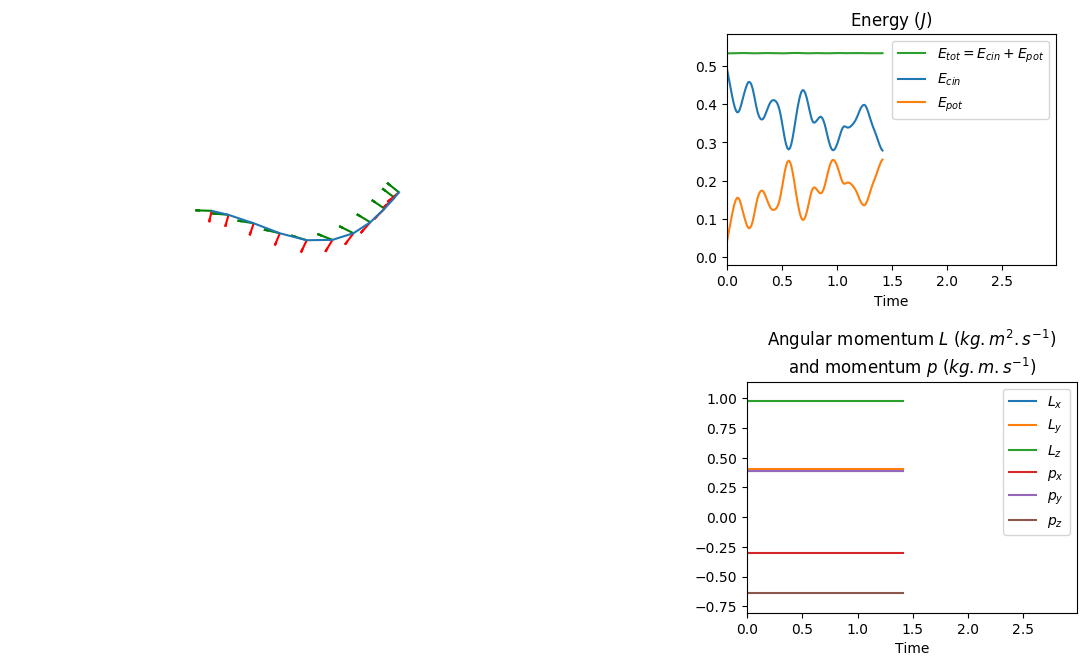 Energy (J)
E_tot = E_cin + E_pot
E_cin
E_pot
0.5
0.4
0.3
0.2
0.1
0.0
0.0 0.5 1.0 1.5 2.0 2.5
Time
Angular momentum L (kg.m².s⁻¹)
and momentum p (kg.m.s⁻¹)
L_x
L_y
L_z
p_x
p_y
p_z
1.00
0.75
0.50
0.25
0.00
−0.25
−0.50
−0.75
0.0 0.5 1.0 1.5 2.0 2.5
Time